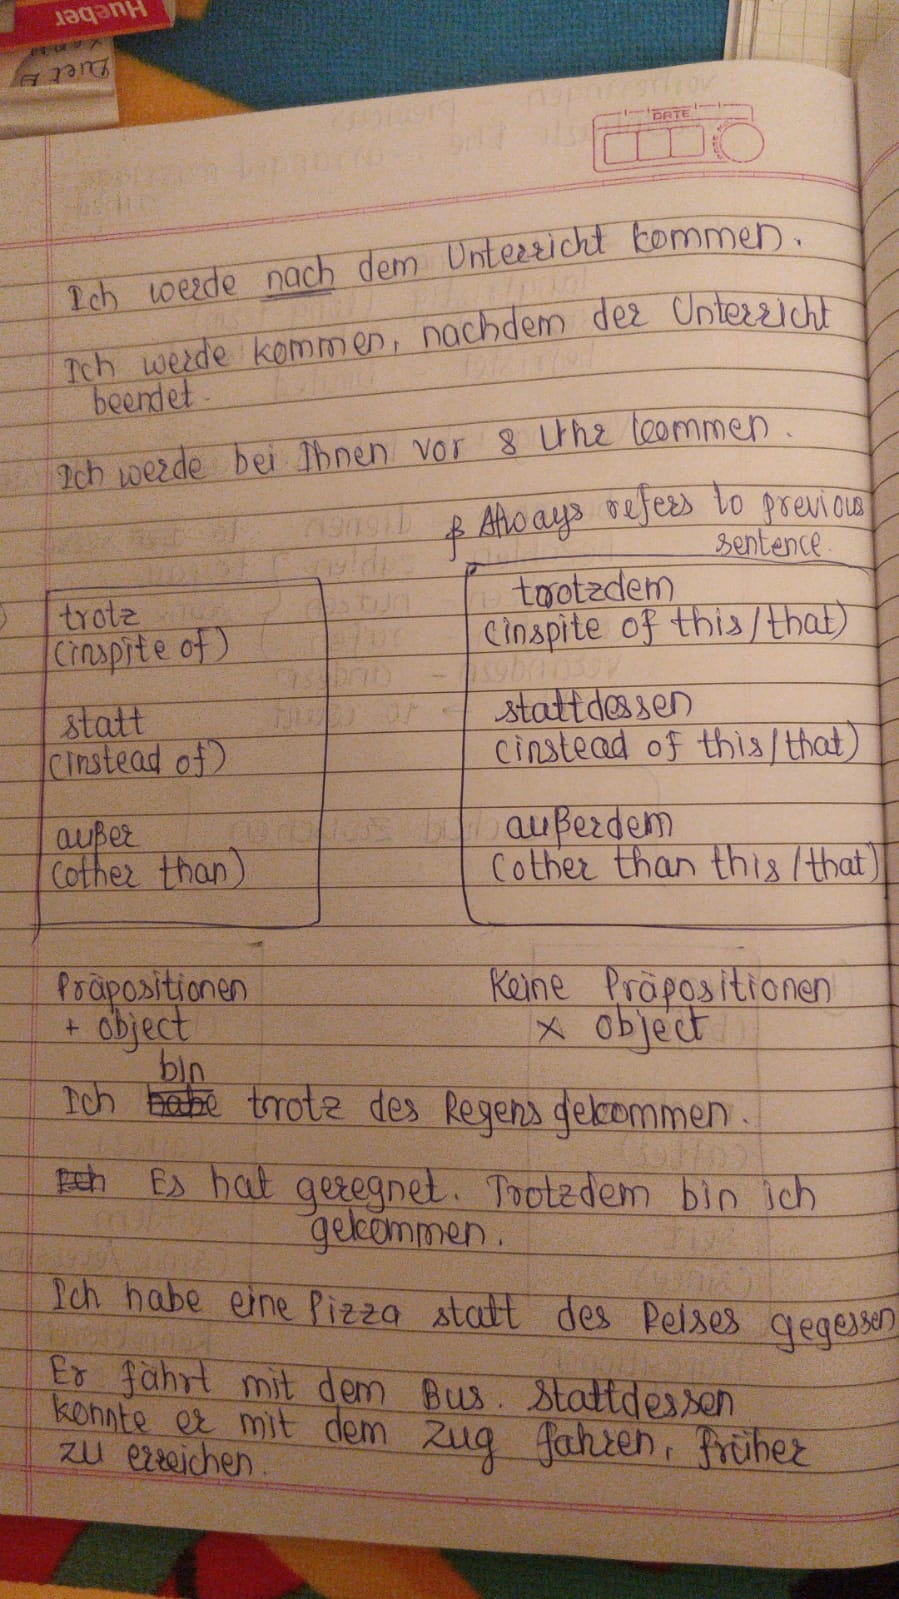 Hueber
DATE
Ich werde nach dem Unterricht kommen.
Ich werde kommen, nachdem der Unterricht
beendet.
Ich werde bei Ihnen vor 8 Uhr kommen.
Always refers to previous
sentence.
trotz
(inspite of)
statt
(instead of)
außer
(other than)
trotzdem
(inspite of this/that)
stattdessen
(instead of this/that)
außerdem
(other than this/that)
Präpositionen
+ object
Keine Präpositionen
x object
bin
Ich habe trotz des Regens gekommen.
Ich Es hat geregnet. Trotzdem bin ich
gekommen.
Ich habe eine Pizza statt des Reises gegessen
Er fährt mit dem Bus. Stattdessen
konnte er mit dem Zug fahren, früher
zu erreichen.